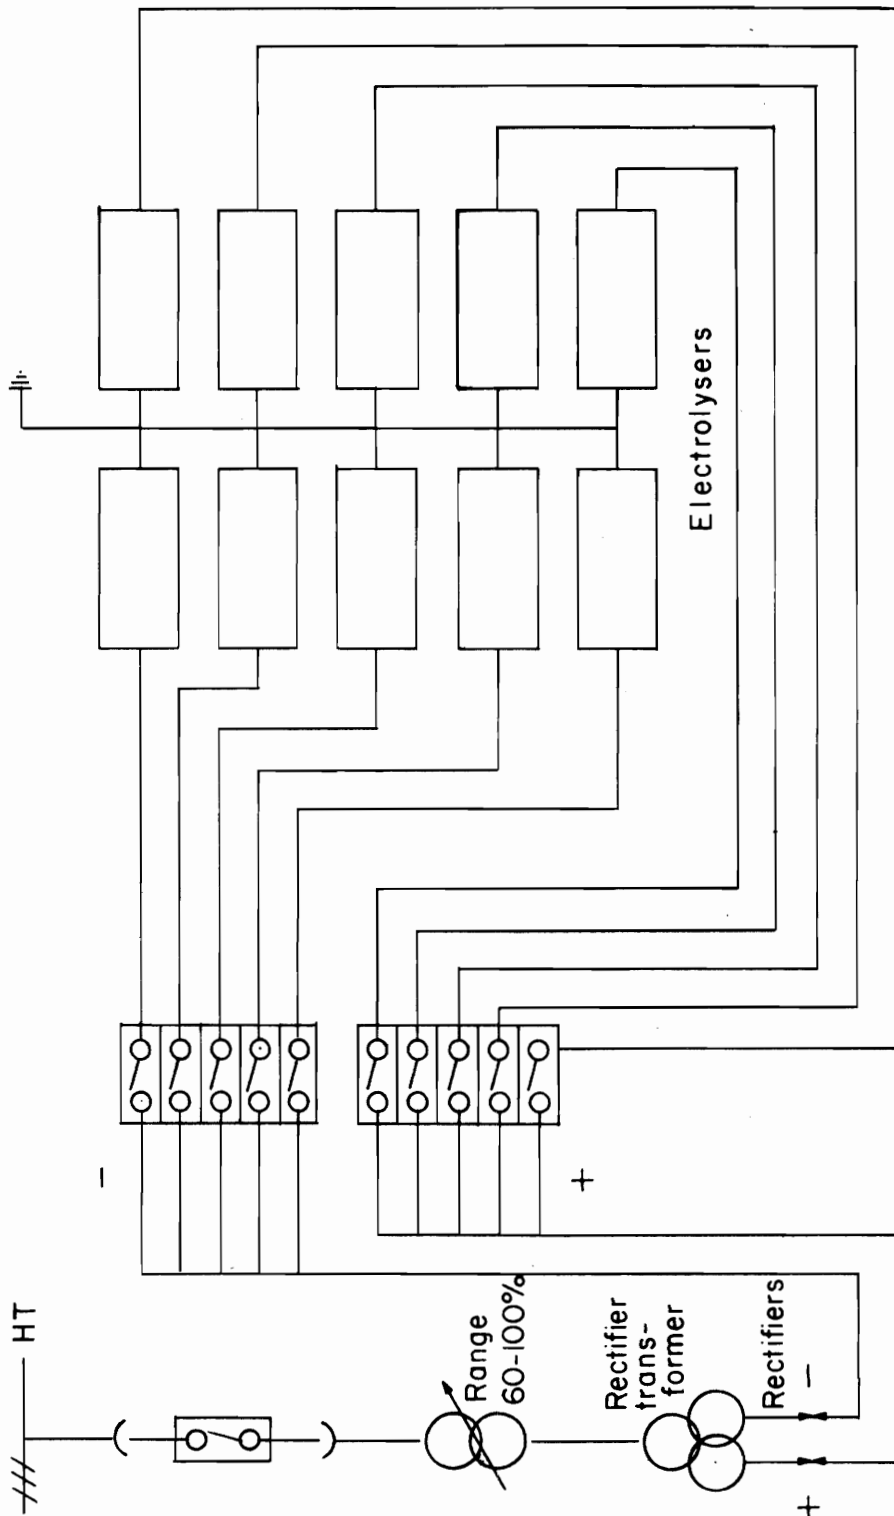 Electrolysers
−
+
HT
Range
60-100%
Rectifier
trans-
former
Rectifiers
−
+